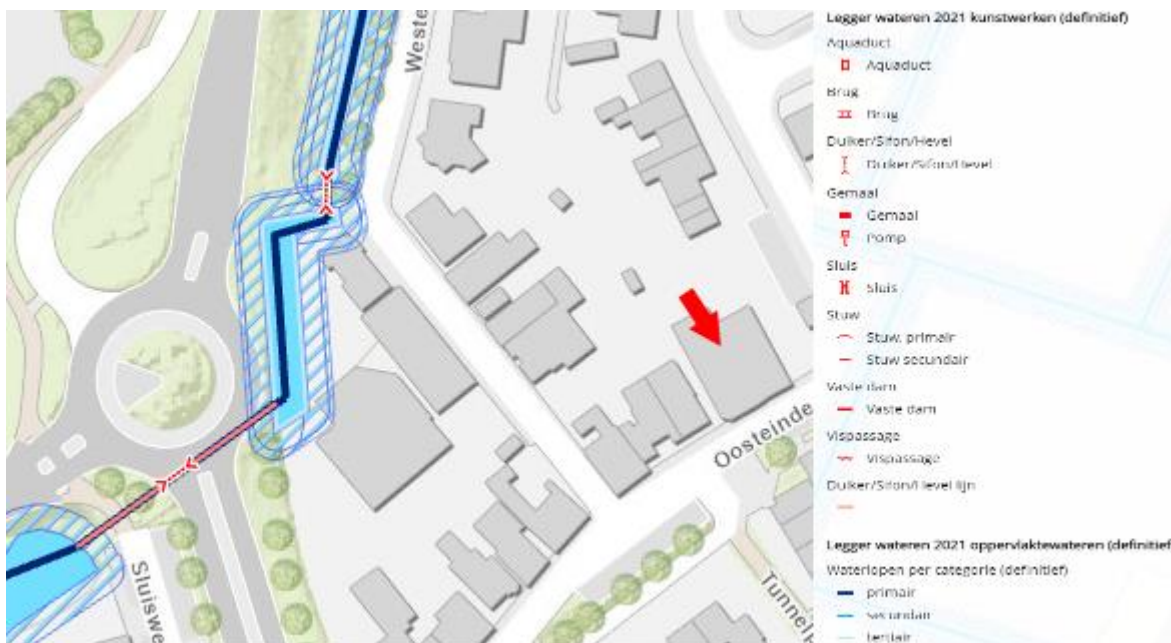 Weste
Oosteinde
Sluiswe
Tunnel
Legger wateren 2021 kunstwerken (definitief)
Aquaduct
Aquaduct
Brug
Brug
Duiker/Sifon/Hevel
Duiker/Sifon/Hevel
Gemaal
Gemaal
Pomp
Sluis
Sluis
Stuw
Stuw, primair
Stuw secundair
Vaste dam
Vaste dam
Vispassage
Vispassage
Duiker/Sifon/Hevel lijn
Legger wateren 2021 oppervlaktewateren (definitief
Waterlopen per categorie (definitief)
primair
secundair
tertiair